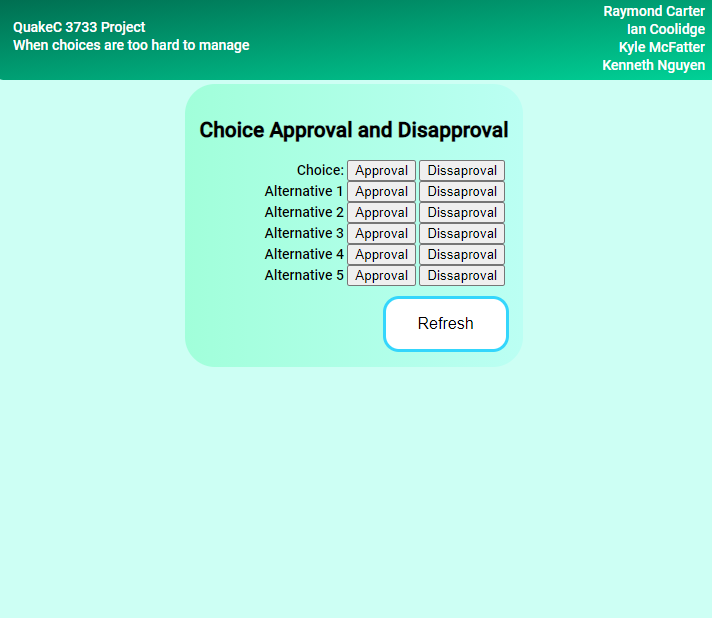 QuakeC 3733 Project
When choices are too hard to manage
Raymond Carter
Ian Coolidge
Kyle McFatter
Kenneth Nguyen
Choice Approval and Disapproval
Choice: Approval Dissaproval
Alternative 1 Approval Dissaproval
Alternative 2 Approval Dissaproval
Alternative 3 Approval Dissaproval
Alternative 4 Approval Dissaproval
Alternative 5 Approval Dissaproval
Refresh